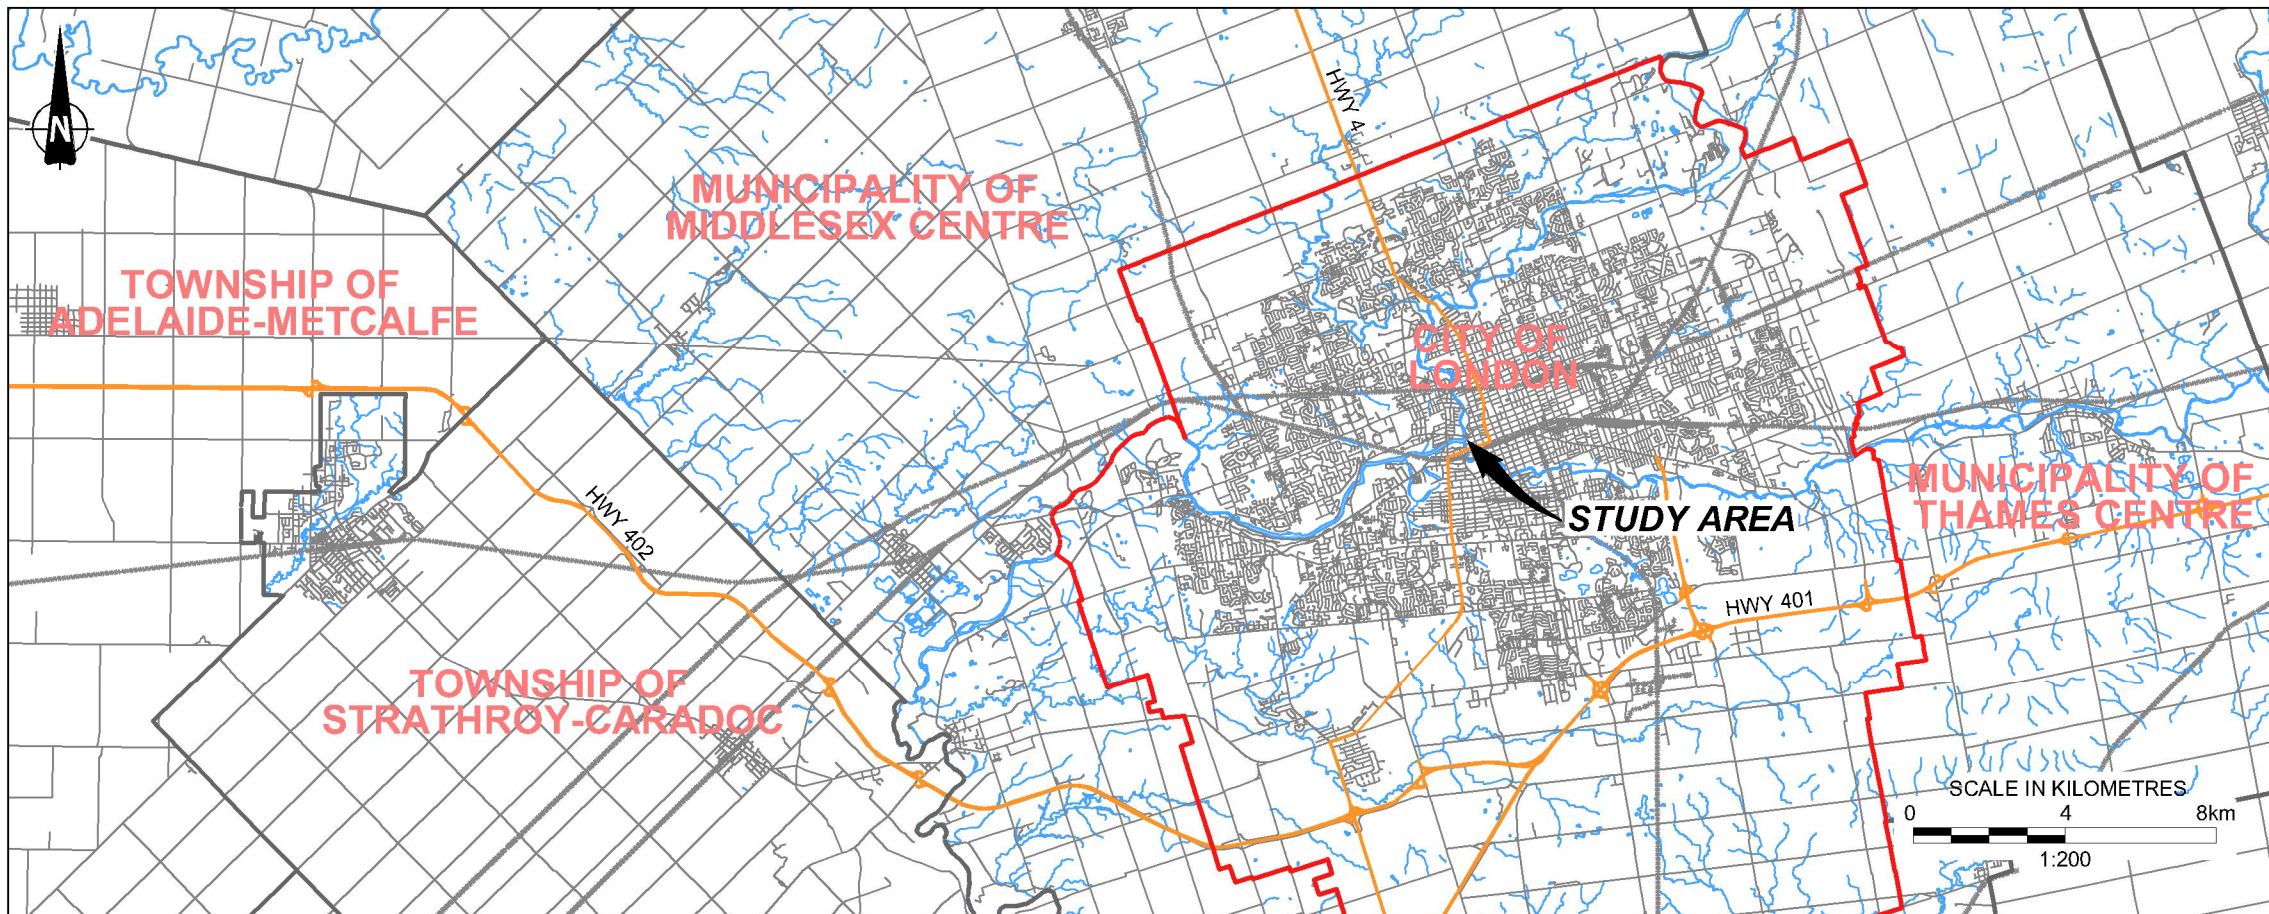 N
HWY 4
MUNICIPALITY OF
MIDDLESEX CENTRE
TOWNSHIP OF
ADELAIDE-METCALFE
CITY OF
LONDON
MUNICIPALITY OF
THAMES CENTRE
STUDY AREA
HWY 402
HWY 401
TOWNSHIP OF
STRATHROY-CARADOC
SCALE IN KILOMETRES
0 4 8km
1:200